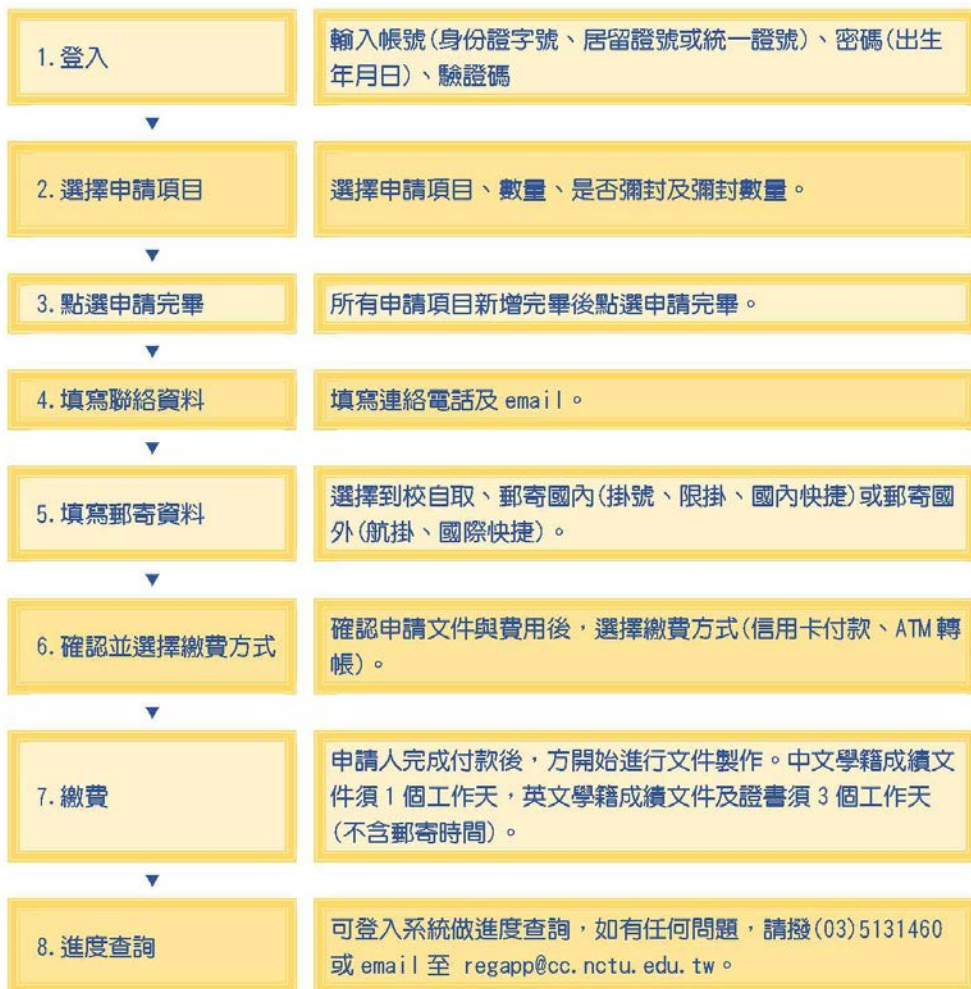 1.登入
輸入帳號(身份證字號、居留證號或統一證號)、密碼(出生
年月日)、驗證碼
▼
2.選擇申請項目
選擇申請項目、數量、是否彌封及彌封數量。
▼
3.點選申請完畢
所有申請項目新增完畢後點選申請完畢。
▼
4.填寫聯絡資料
填寫連絡電話及 email。
▼
5.填寫郵寄資料
選擇到校自取、郵寄國內(掛號、限掛、國內快捷)或郵寄國
外(航掛、國際快捷)。
▼
6.確認並選擇繳費方式
確認申請文件與費用後，選擇繳費方式(信用卡付款、ATM 轉
帳)。
▼
7.繳費
申請人完成付款後，方開始進行文件製作。中文學籍成績文
件須 1 個工作天，英文學籍成績文件及證書須 3 個工作天
(不含郵寄時間)。
▼
8.進度查詢
可登入系統做進度查詢，如有任何問題，請撥(03)5131460
或 email 至 regapp@cc.nctu.edu.tw。